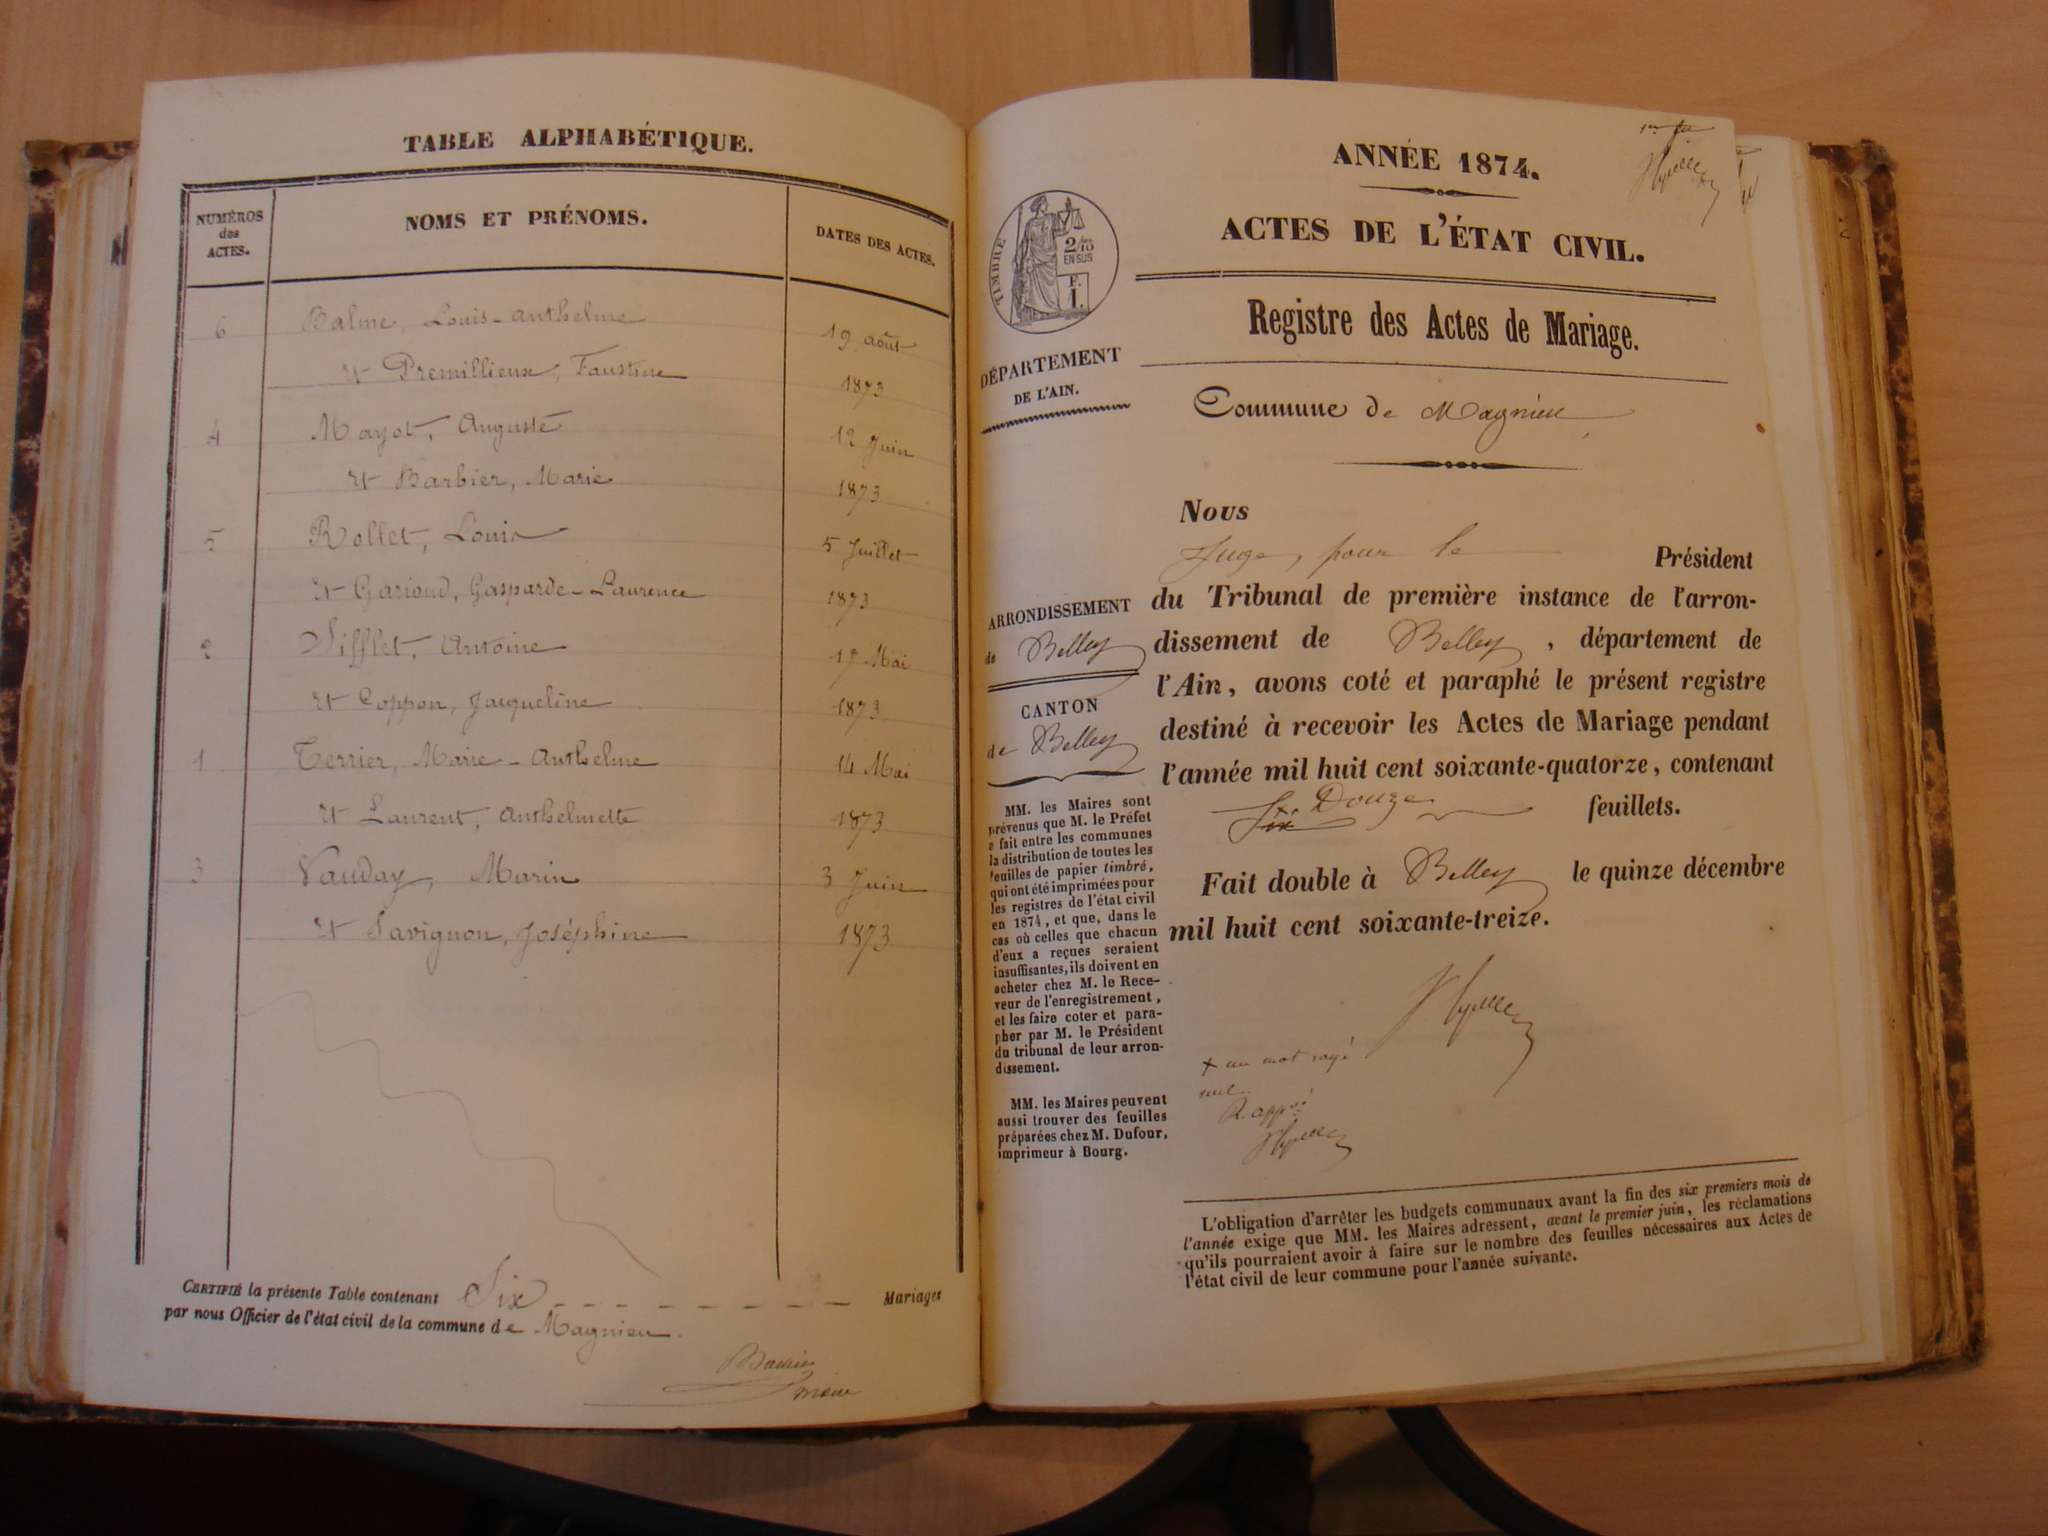 TABLE ALPHABÉTIQUE.
NUMÉROS
des
ACTES.
NOMS ET PRÉNOMS.
DATES DES ACTES.
6 Balme, Louis-Anthelme 19 août
et Premillieux, Faustine 1873
4 Mayot, Auguste 12 Juin
et Barbier, Marie 1873
5 Rollet, Louis 5 Juillet
et Garioud, Gasparde-Laurence 1873
2 Sifflet, Antoine 17 Mai
et Coppon, Jacqueline 1873
1 Terrier, Marie-Anthelme 14 Mai
et Laurent, Anthelmette 1873
3 Vauday, Marin 3 Juin
et Savignon, Joséphine 1873
CERTIFIÉ la présente Table contenant Six Mariages
par nous Officier de l'état civil de la commune de Magnieu.
maire
ANNÉE 1874.
ACTES DE L'ÉTAT CIVIL.
TIMBRE
2/10
EN SUS
F.
1.
Registre des Actes de Mariage.
DÉPARTEMENT
DE L'AIN.
Commune de Magnieu
ARRONDISSEMENT
de Belley
CANTON
de Belley
MM. les Maires sont
prévenus que M. le Préfet
a fait entre les communes
la distribution de toutes les
feuilles de papier timbré,
qui ont été imprimées pour
les registres de l'état civil
en 1874, et que, dans le
cas où celles que chacun
d'eux a reçues seraient
insuffisantes, ils doivent en
acheter chez M. le Rece-
veur de l'enregistrement,
et les faire coter et para-
pher par M. le Président
du tribunal de leur arron-
dissement.
MM. les Maires peuvent
aussi trouver des feuilles
préparées chez M. Dufour,
imprimeur à Bourg.
Nous
Juge, pour le Président
du Tribunal de première instance de l'arron-
dissement de Belley, département de
l'Ain, avons coté et paraphé le présent registre
destiné à recevoir les Actes de Mariage pendant
l'année mil huit cent soixante-quatorze, contenant
Six Douze feuillets.
Fait double à Belley le quinze décembre
mil huit cent soixante-treize.
+ un mot rayé
nul.
L'obligation d'arrêter les budgets communaux avant la fin des six premiers mois de
l'année exige que MM. les Maires adressent, avant le premier juin, les réclamations
qu'ils pourraient avoir à faire sur le nombre des feuilles nécessaires aux Actes de
l'état civil de leur commune pour l'année suivante.